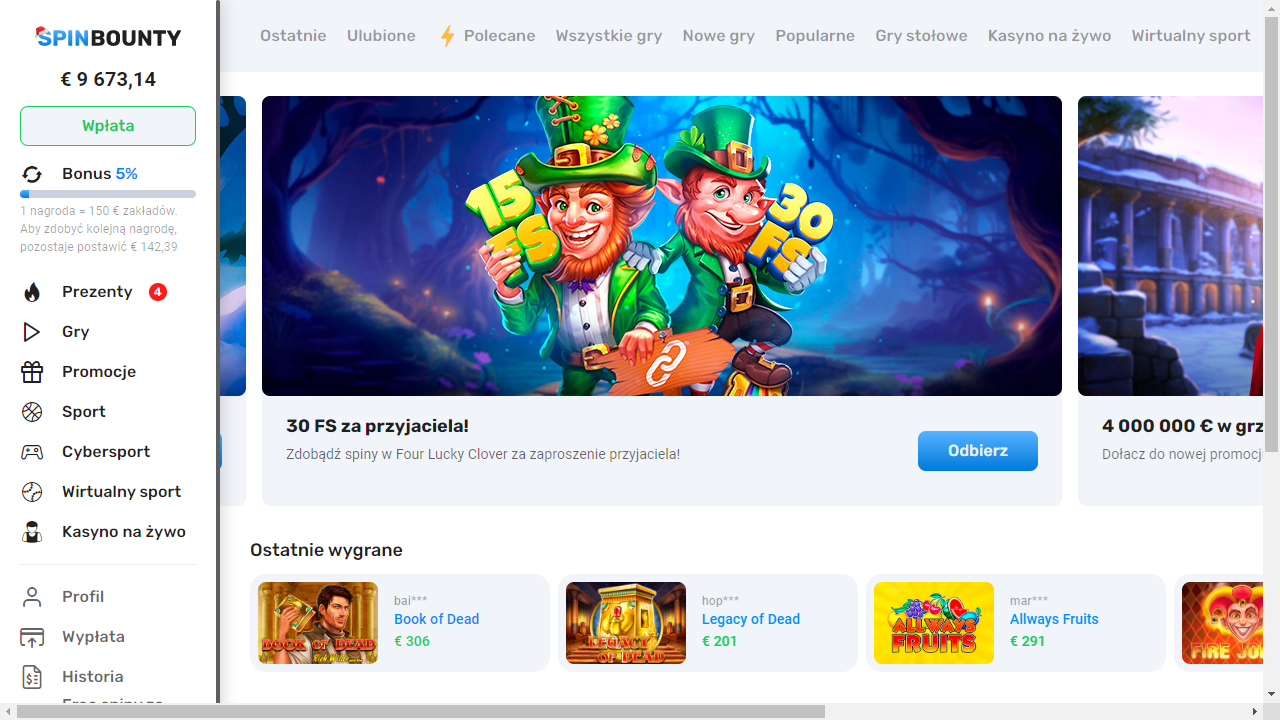 SPINBOUNTY
€ 9 673,14
Wpłata
Bonus 5%
1 nagroda = 150 € zakładów.
Aby zdobyć kolejną nagrodę,
pozostaje postawić € 142,39
Prezenty 4
Gry
Promocje
Sport
Cybersport
Wirtualny sport
Kasyno na żywo
Profil
Wypłata
Historia
Ostatnie Ulubione Polecane Wszystkie gry Nowe gry Popularne Gry stołowe Kasyno na żywo Wirtualny sport
15 FS
30 FS
30 FS za przyjaciela!
Zdobądź spiny w Four Lucky Clover za zaproszenie przyjaciela!
Odbierz
4 000 000 € w grz
Dołacz do nowej promocj
Ostatnie wygrane
BOOK OF DEAD
bai***
Book of Dead
€ 306
LEGACY OF DEAD
hop***
Legacy of Dead
€ 201
ALLWAYS FRUITS
mar***
Allways Fruits
€ 291
FIRE JO